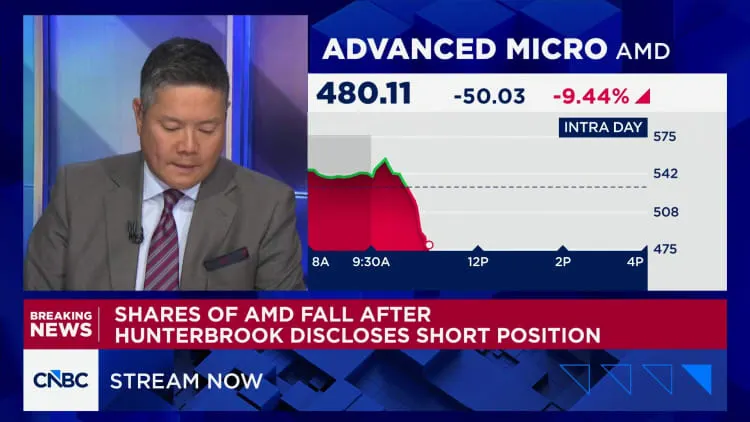 ADVANCED MICRO AMD
480.11 -50.03 -9.44%
INTRA DAY
575
542
508
475
8A 9:30A 12P 2P 4P
BREAKING NEWS
SHARES OF AMD FALL AFTER
HUNTERBROOK DISCLOSES SHORT POSITION
CNBC STREAM NOW